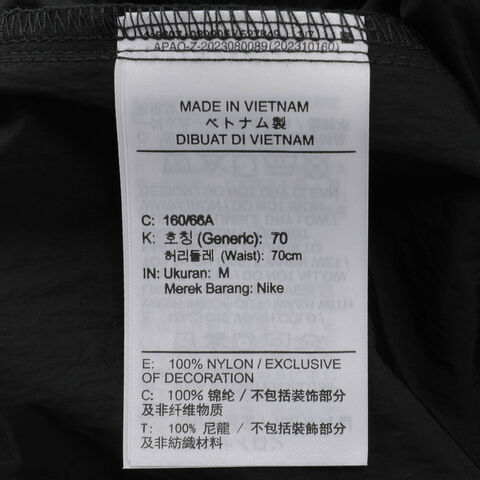 APAO-Z-2023080089(202310160)
MADE IN VIETNAM
ベトナム製
DIBUAT DI VIETNAM
C: 160/66A
K: 호칭 (Generic): 70
허리둘레 (Waist): 70cm
IN: Ukuran: M
Merek Barang: Nike
E: 100% NYLON / EXCLUSIVE
OF DECORATION
C: 100% 锦纶 / 不包括装饰部分
及非纤维物质
T: 100% 尼龍 / 不包括裝飾部分
及非紡織材料